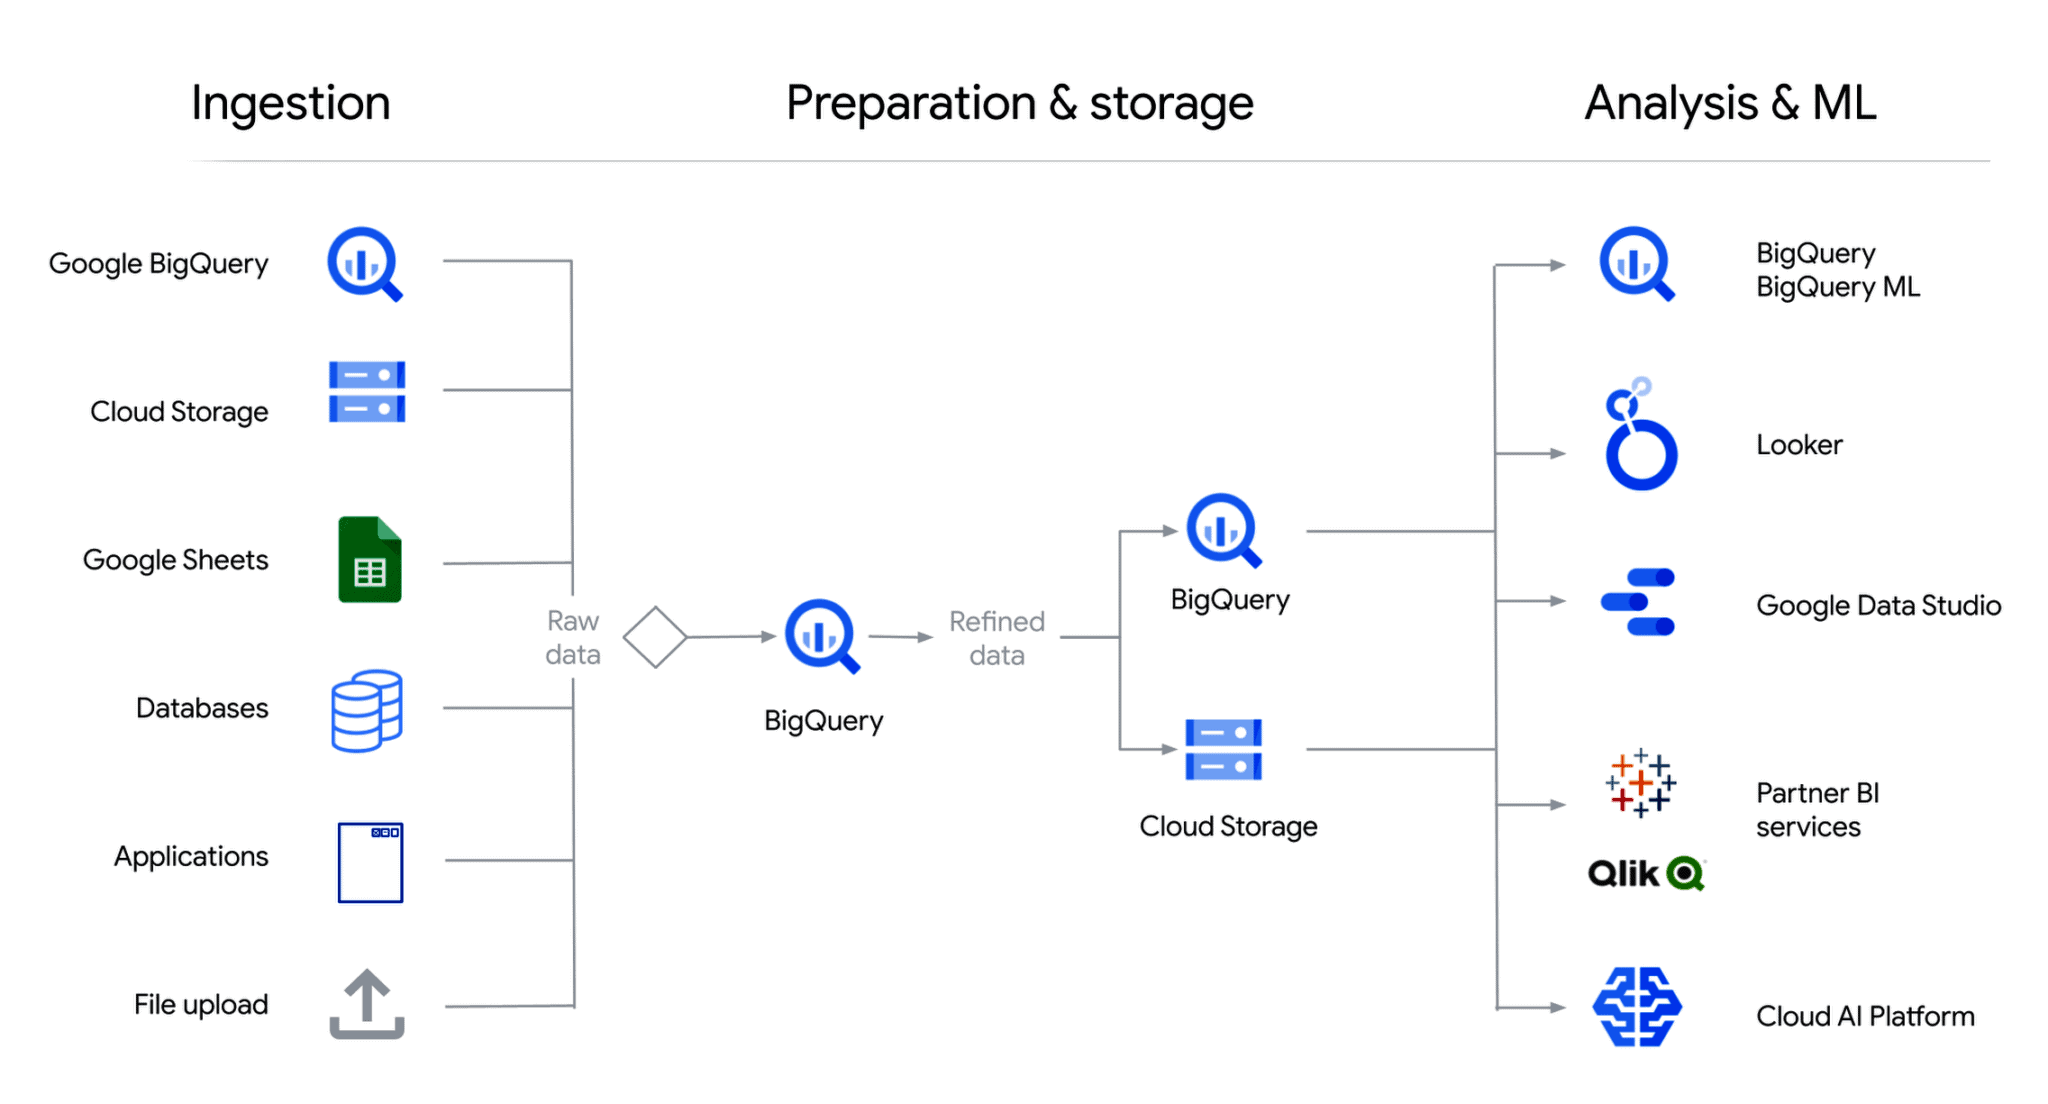 Ingestion
Preparation & storage
Analysis & ML
Google BigQuery
Cloud Storage
Google Sheets
Databases
Applications
File upload
Raw
data
BigQuery
Refined
data
BigQuery
Cloud Storage
BigQuery
BigQuery ML
Looker
Google Data Studio
Partner BI
services
Qlik
Cloud AI Platform